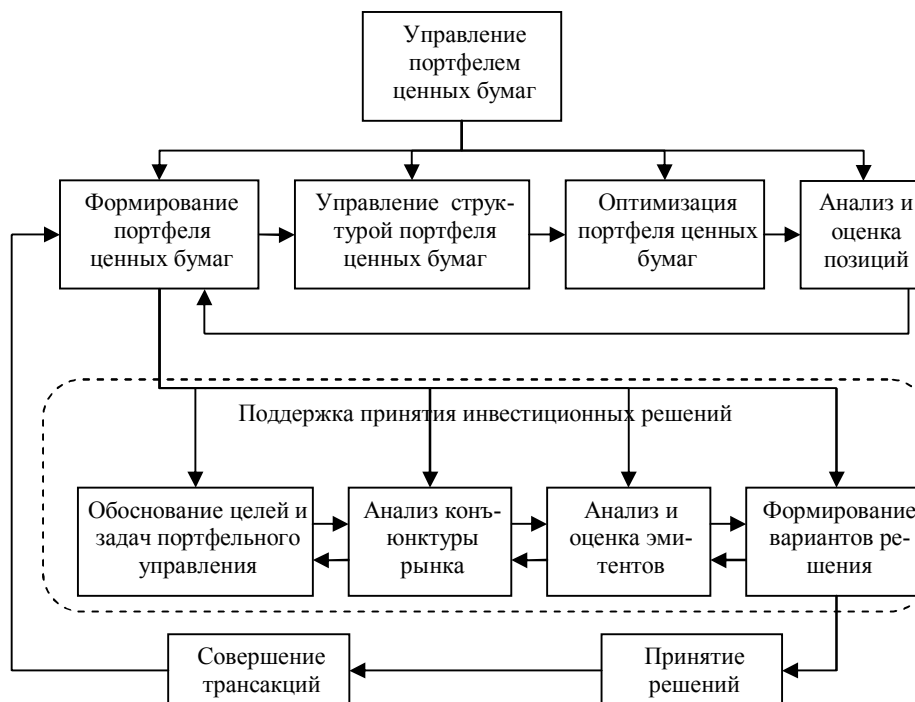 Управление
портфелем
ценных бумаг
Формирование
портфеля
ценных бумаг
Управление струк-
турой портфеля
ценных бумаг
Оптимизация
портфеля ценных
бумаг
Анализ и
оценка
позиций
Поддержка принятия инвестиционных решений
Обоснование целей и
задач портфельного
управления
Анализ конъ-
юнктуры
рынка
Анализ и
оценка эми-
тентов
Формирование
вариантов ре-
шения
Совершение
трансакций
Принятие
решений